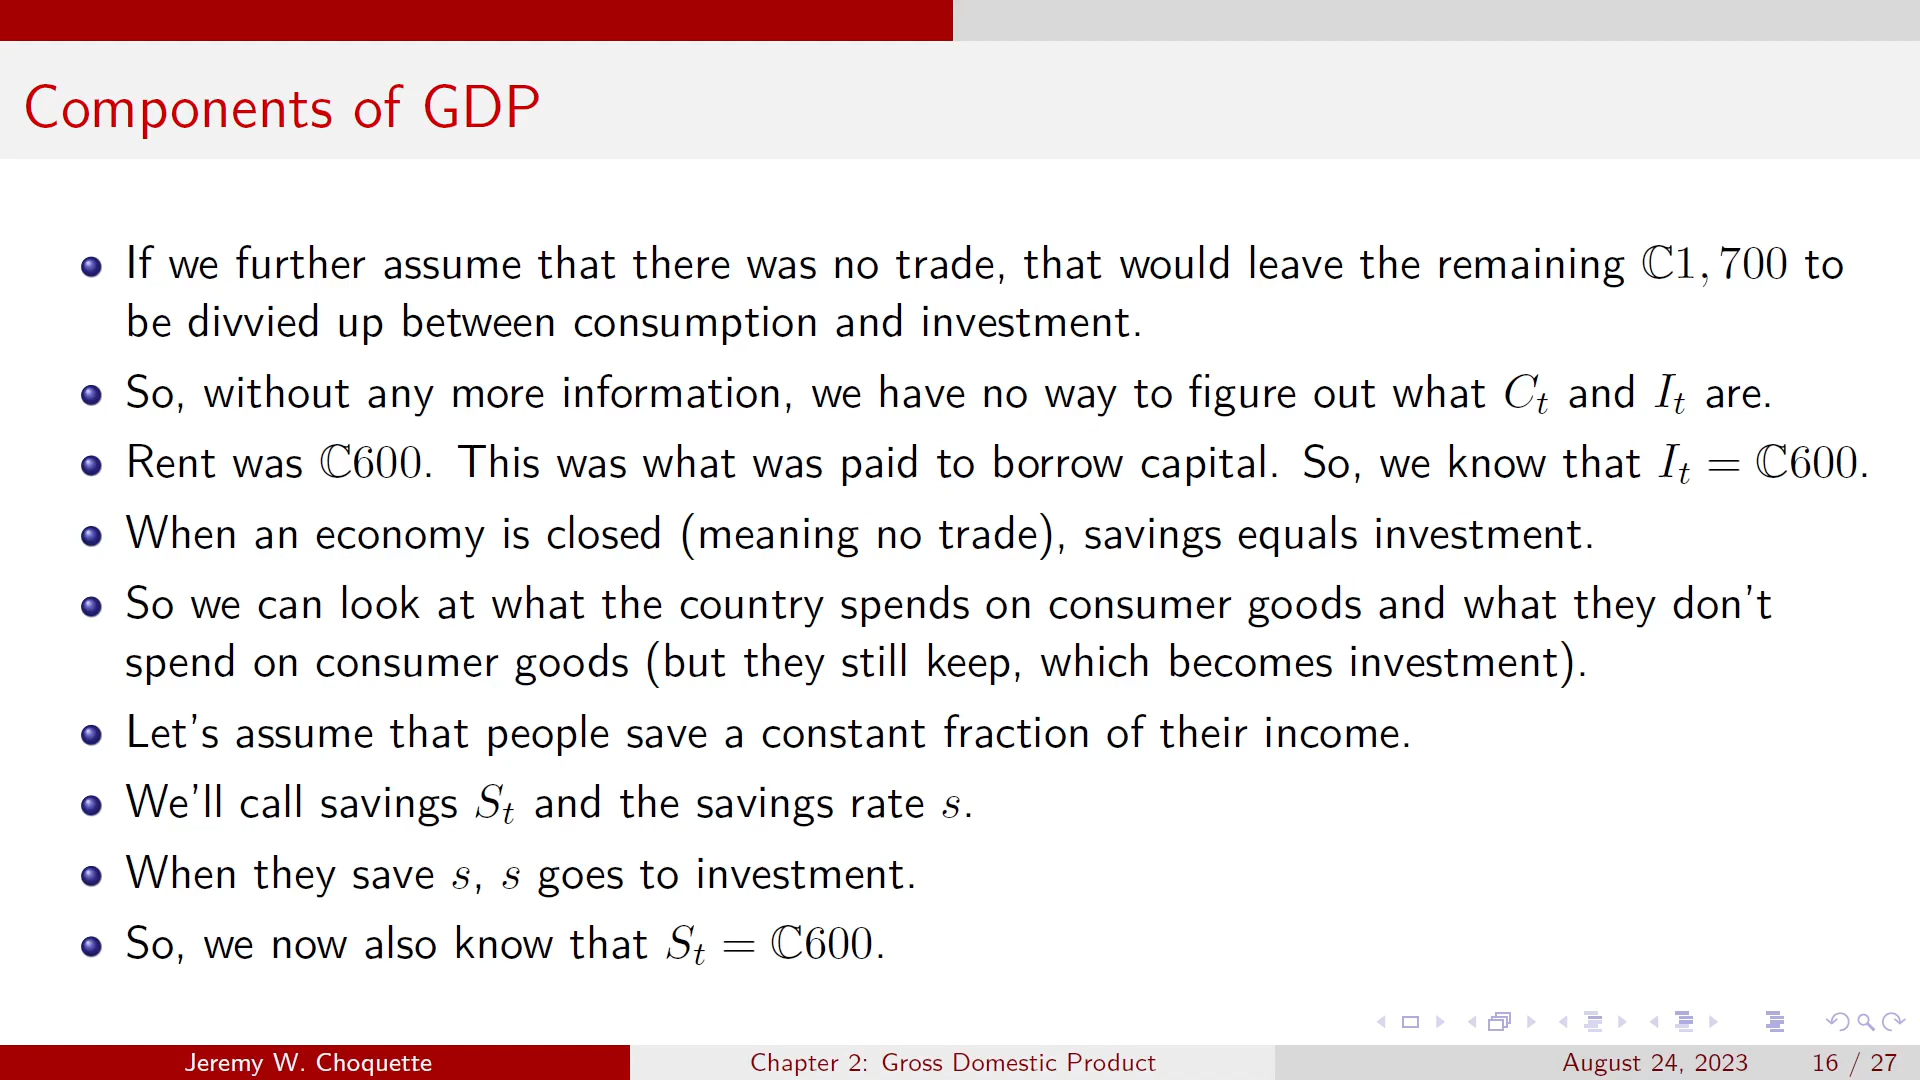 Components of GDP
If we further assume that there was no trade, that would leave the remaining ℂ1,700 to
be divvied up between consumption and investment.
So, without any more information, we have no way to figure out what C_t and I_t are.
Rent was ℂ600. This was what was paid to borrow capital. So, we know that I_t = ℂ600.
When an economy is closed (meaning no trade), savings equals investment.
So we can look at what the country spends on consumer goods and what they don't
spend on consumer goods (but they still keep, which becomes investment).
Let's assume that people save a constant fraction of their income.
We'll call savings S_t and the savings rate s.
When they save s, s goes to investment.
So, we now also know that S_t = ℂ600.
Jeremy W. Choquette
Chapter 2: Gross Domestic Product
August 24, 2023
16 / 27